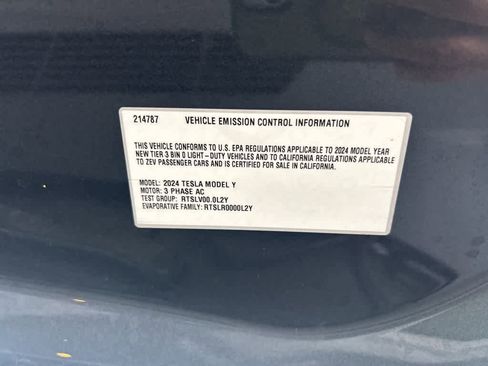 214787 VEHICLE EMISSION CONTROL INFORMATION
THIS VEHICLE CONFORMS TO U.S. EPA REGULATIONS APPLICABLE TO 2024 MODEL YEAR
NEW TIER 3 BIN 0 LIGHT-DUTY VEHICLES AND TO CALIFORNIA REGULATIONS APPLICABLE
TO ZEV PASSENGER CARS AND IS CERTIFIED FOR SALE IN CALIFORNIA.
MODEL: 2024 TESLA MODEL Y
MOTOR: 3 PHASE AC
TEST GROUP: RTSLV00.0L2Y
EVAPORATIVE FAMILY: RTSLR0000L2Y